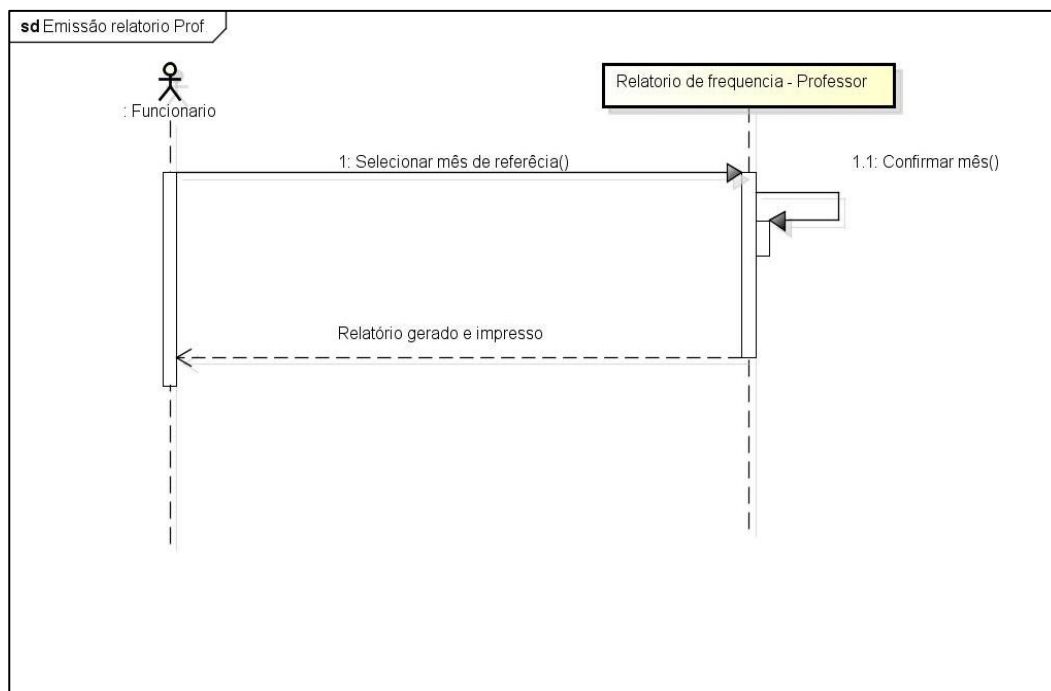 sd Emissão relatorio Prof
: Funcionario
Relatorio de frequencia - Professor
1: Selecionar mês de referêcia()
1.1: Confirmar mês()
Relatório gerado e impresso